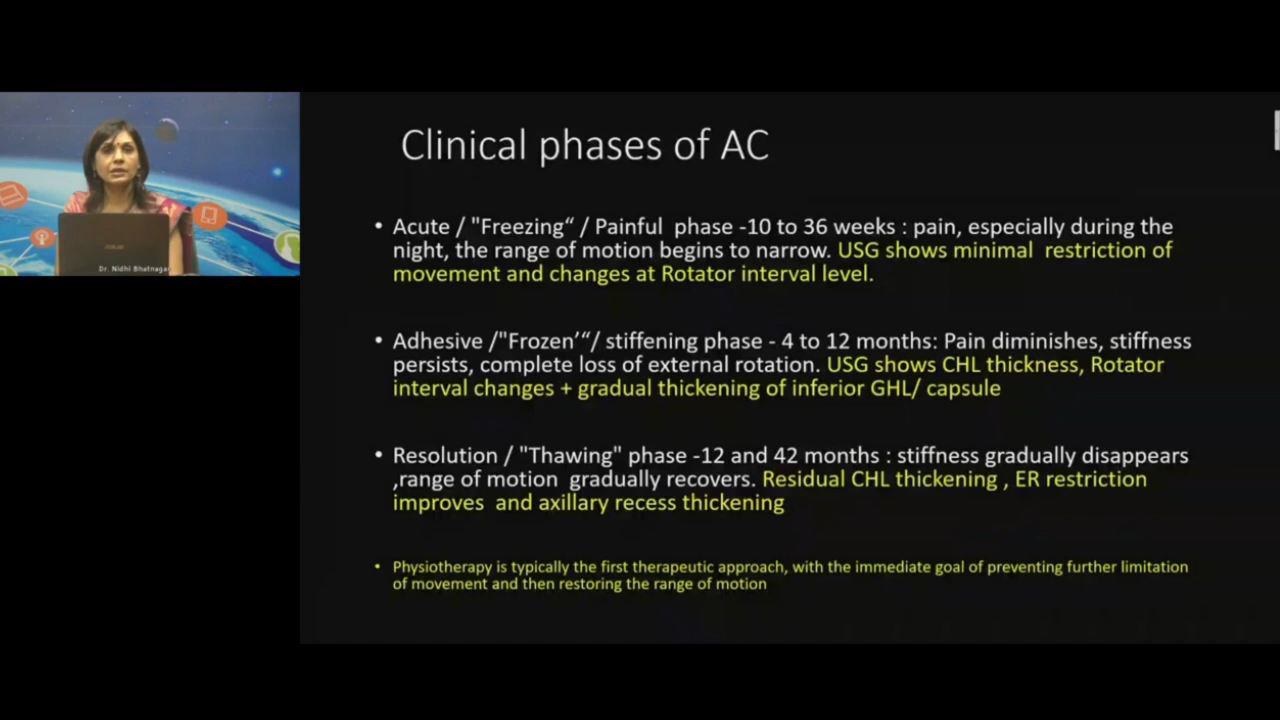 Clinical phases of AC
• Acute / "Freezing“ / Painful phase -10 to 36 weeks : pain, especially during the
night, the range of motion begins to narrow. USG shows minimal restriction of
movement and changes at Rotator interval level.
• Adhesive /"Frozen’“/ stiffening phase - 4 to 12 months: Pain diminishes, stiffness
persists, complete loss of external rotation. USG shows CHL thickness, Rotator
interval changes + gradual thickening of inferior GHL/ capsule
• Resolution / "Thawing" phase -12 and 42 months : stiffness gradually disappears
,range of motion gradually recovers. Residual CHL thickening , ER restriction
improves and axillary recess thickening
• Physiotherapy is typically the first therapeutic approach, with the immediate goal of preventing further limitation
of movement and then restoring the range of motion
ASUS
Dr. Nidhi Bhatnagar